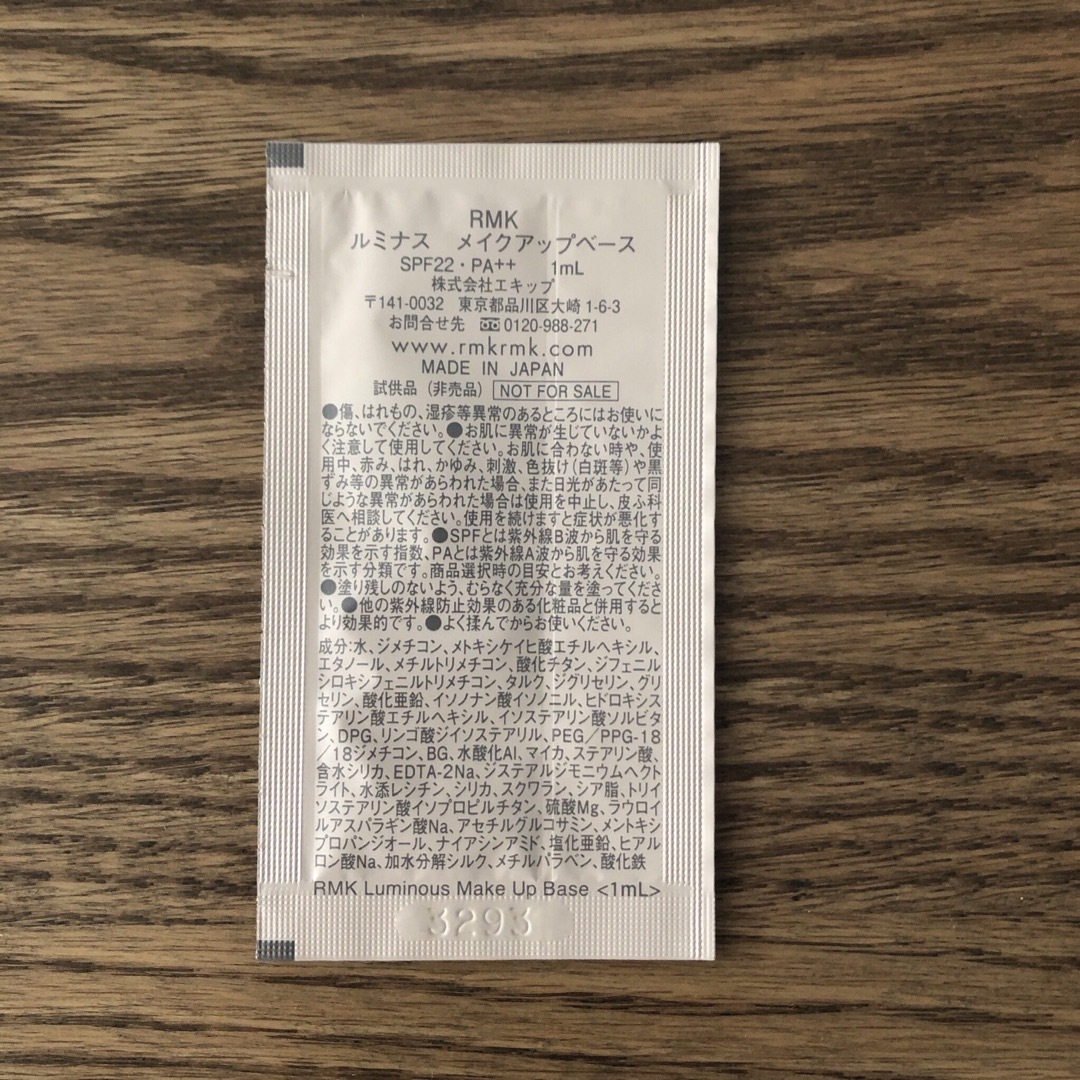 RMK
ルミナス　メイクアップベース
SPF22・PA++　1mL
株式会社エキップ
〒141-0032　東京都品川区大崎1-6-3
お問合せ先　0120-988-271
www.rmkrmk.com
MADE IN JAPAN
試供品（非売品）NOT FOR SALE
●傷、はれもの、湿疹等異常のあるところにはお使いに
ならないでください。●お肌に異常が生じていないかよ
く注意して使用してください。お肌に合わない時や、使
用中、赤み、はれ、かゆみ、刺激、色抜け（白斑等）や黒
ずみ等の異常があらわれた場合、また日光があたって同
じような異常があらわれた場合は使用を中止し、皮ふ科
医へ相談してください。使用を続けますと症状が悪化す
ることがあります。●SPFとは紫外線B波から肌を守る
効果を示す指数、PAとは紫外線A波から肌を守る効果
を示す分類です。商品選択時の目安とお考えください。
●塗り残しのないよう、むらなく充分な量を塗ってくださ
い。●他の紫外線防止効果のある化粧品と併用すると
より効果的です。●よく揉んでからお使いください。
成分:水、ジメチコン、メトキシケイヒ酸エチルヘキシル、
エタノール、メチルトリメチコン、酸化チタン、ジフェニル
シロキシフェニルトリメチコン、タルク、ジグリセリン、グリ
セリン、酸化亜鉛、イソノナン酸イソノニル、ヒドロキシス
テアリン酸エチルヘキシル、イソステアリン酸ソルビタ
ン、DPG、リンゴ酸ジイソステアリル、PEG／PPG-18
/18ジメチコン、BG、水酸化Al、マイカ、ステアリン酸、
含水シリカ、EDTA-2Na、ジステアルジモニウムヘクト
ライト、水添レシチン、シリカ、スクワラン、シア脂、トリイ
ソステアリン酸イソプロピルチタン、硫酸Mg、ラウロイ
ルアスパラギン酸Na、アセチルグルコサミン、メントキシ
プロパンジオール、ナイアシンアミド、塩化亜鉛、ヒアル
ロン酸Na、加水分解シルク、メチルパラベン、酸化鉄
RMK Luminous Make Up Base <1mL>
3293